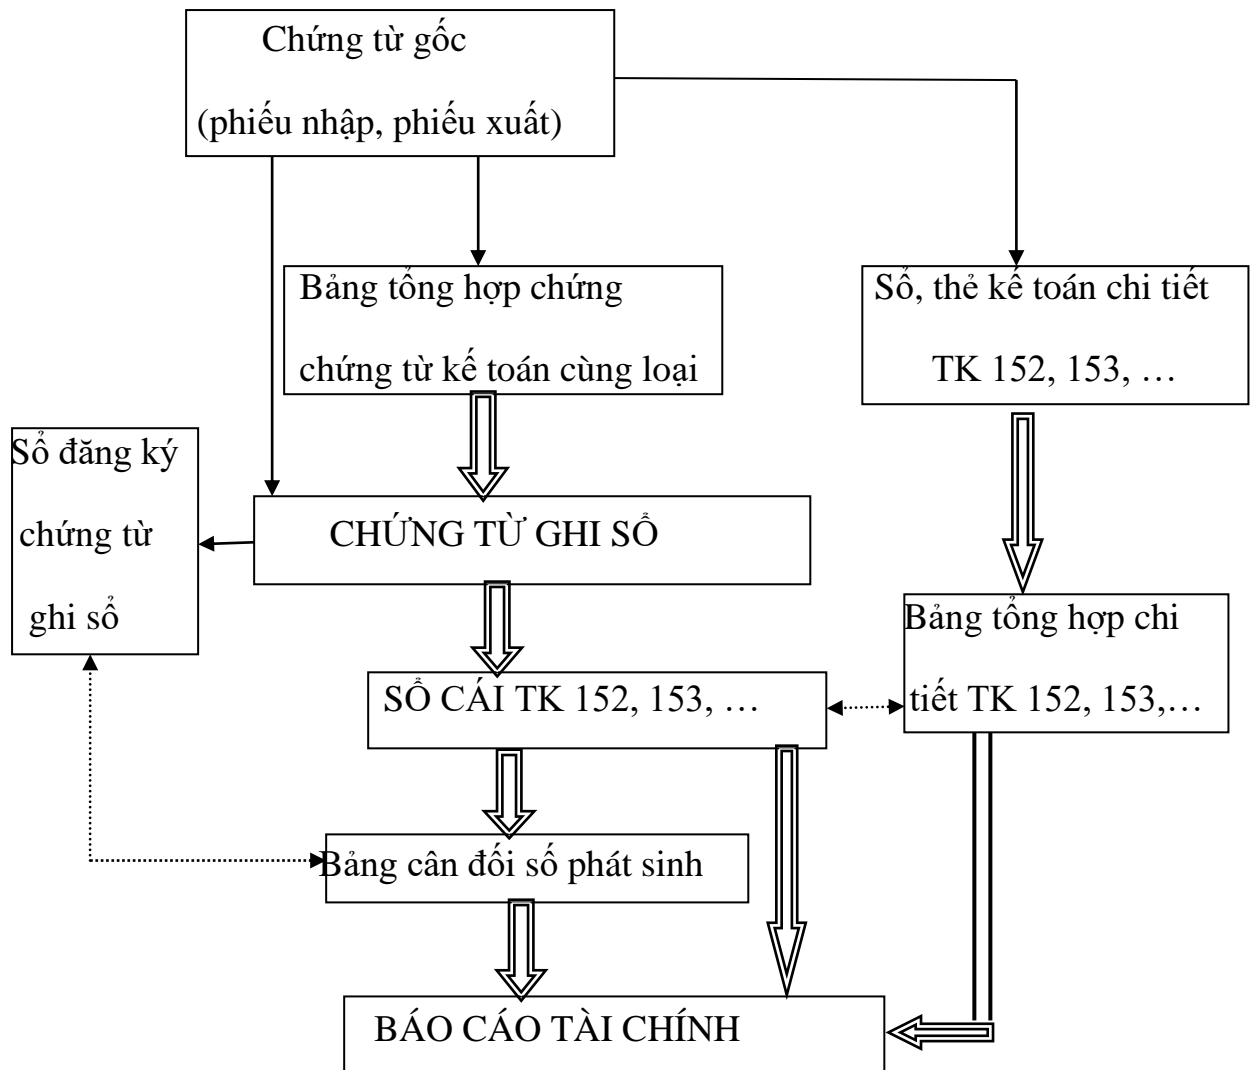 Chứng từ gốc
(phiếu nhập, phiếu xuất)
Bảng tổng hợp chứng
chứng từ kế toán cùng loại
Sổ, thẻ kế toán chi tiết
TK 152, 153, …
Sổ đăng ký
chứng từ
ghi sổ
CHỨNG TỪ GHI SỔ
Bảng tổng hợp chi
tiết TK 152, 153,…
SỔ CÁI TK 152, 153, …
Bảng cân đối số phát sinh
BÁO CÁO TÀI CHÍNH